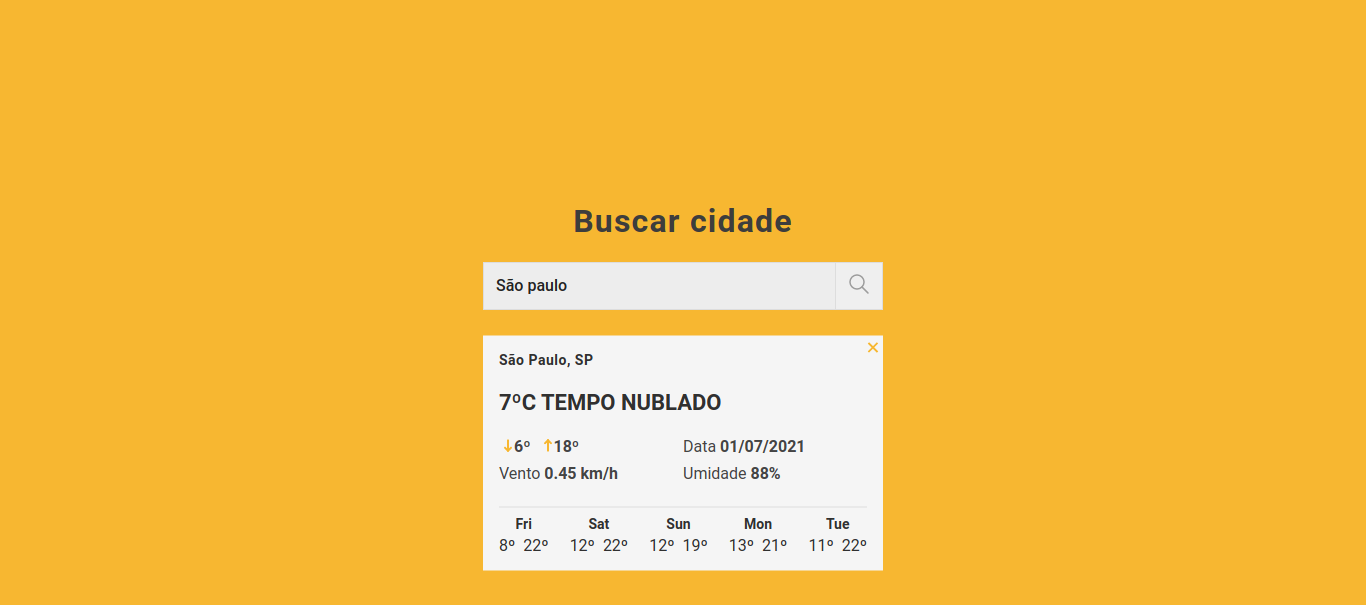 Buscar cidade
São paulo
São Paulo, SP
7ºC TEMPO NUBLADO
↓6º ↑18º Data 01/07/2021
Vento 0.45 km/h Umidade 88%
Fri Sat Sun Mon Tue
8º 22º 12º 22º 12º 19º 13º 21º 11º 22º